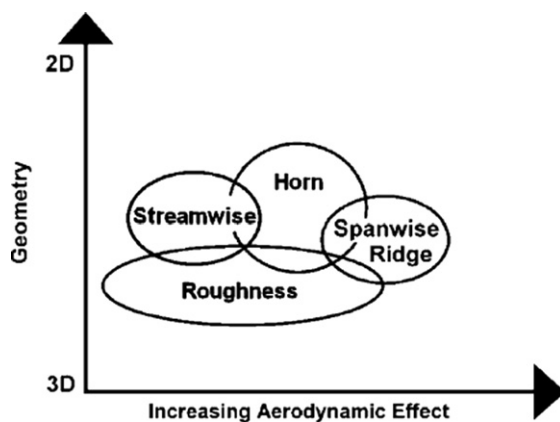 2D
Horn
Streamwise
Spanwise
Ridge
Geometry
Roughness
3D
Increasing Aerodynamic Effect